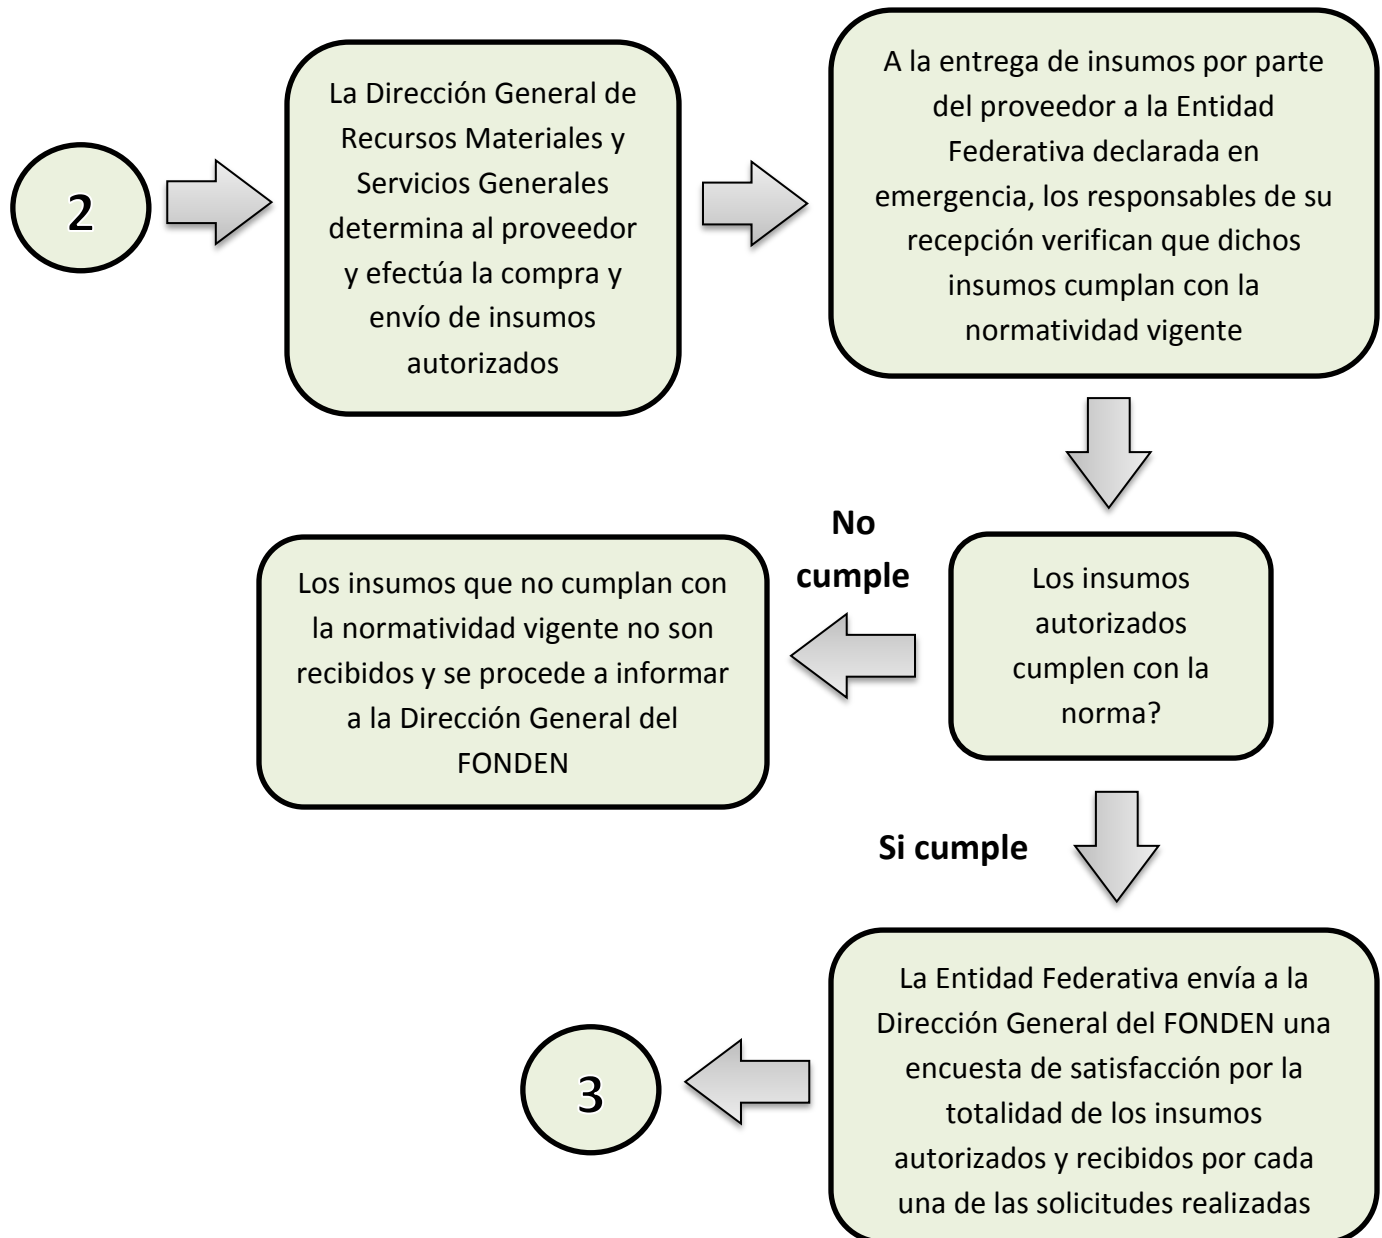 2
La Dirección General de
Recursos Materiales y
Servicios Generales
determina al proveedor
y efectúa la compra y
envío de insumos
autorizados
A la entrega de insumos por parte
del proveedor a la Entidad
Federativa declarada en
emergencia, los responsables de su
recepción verifican que dichos
insumos cumplan con la
normatividad vigente
Los insumos
autorizados
cumplen con la
norma?
No
cumple
Los insumos que no cumplan con
la normatividad vigente no son
recibidos y se procede a informar
a la Dirección General del
FONDEN
Si cumple
La Entidad Federativa envía a la
Dirección General del FONDEN una
encuesta de satisfacción por la
totalidad de los insumos
autorizados y recibidos por cada
una de las solicitudes realizadas
3